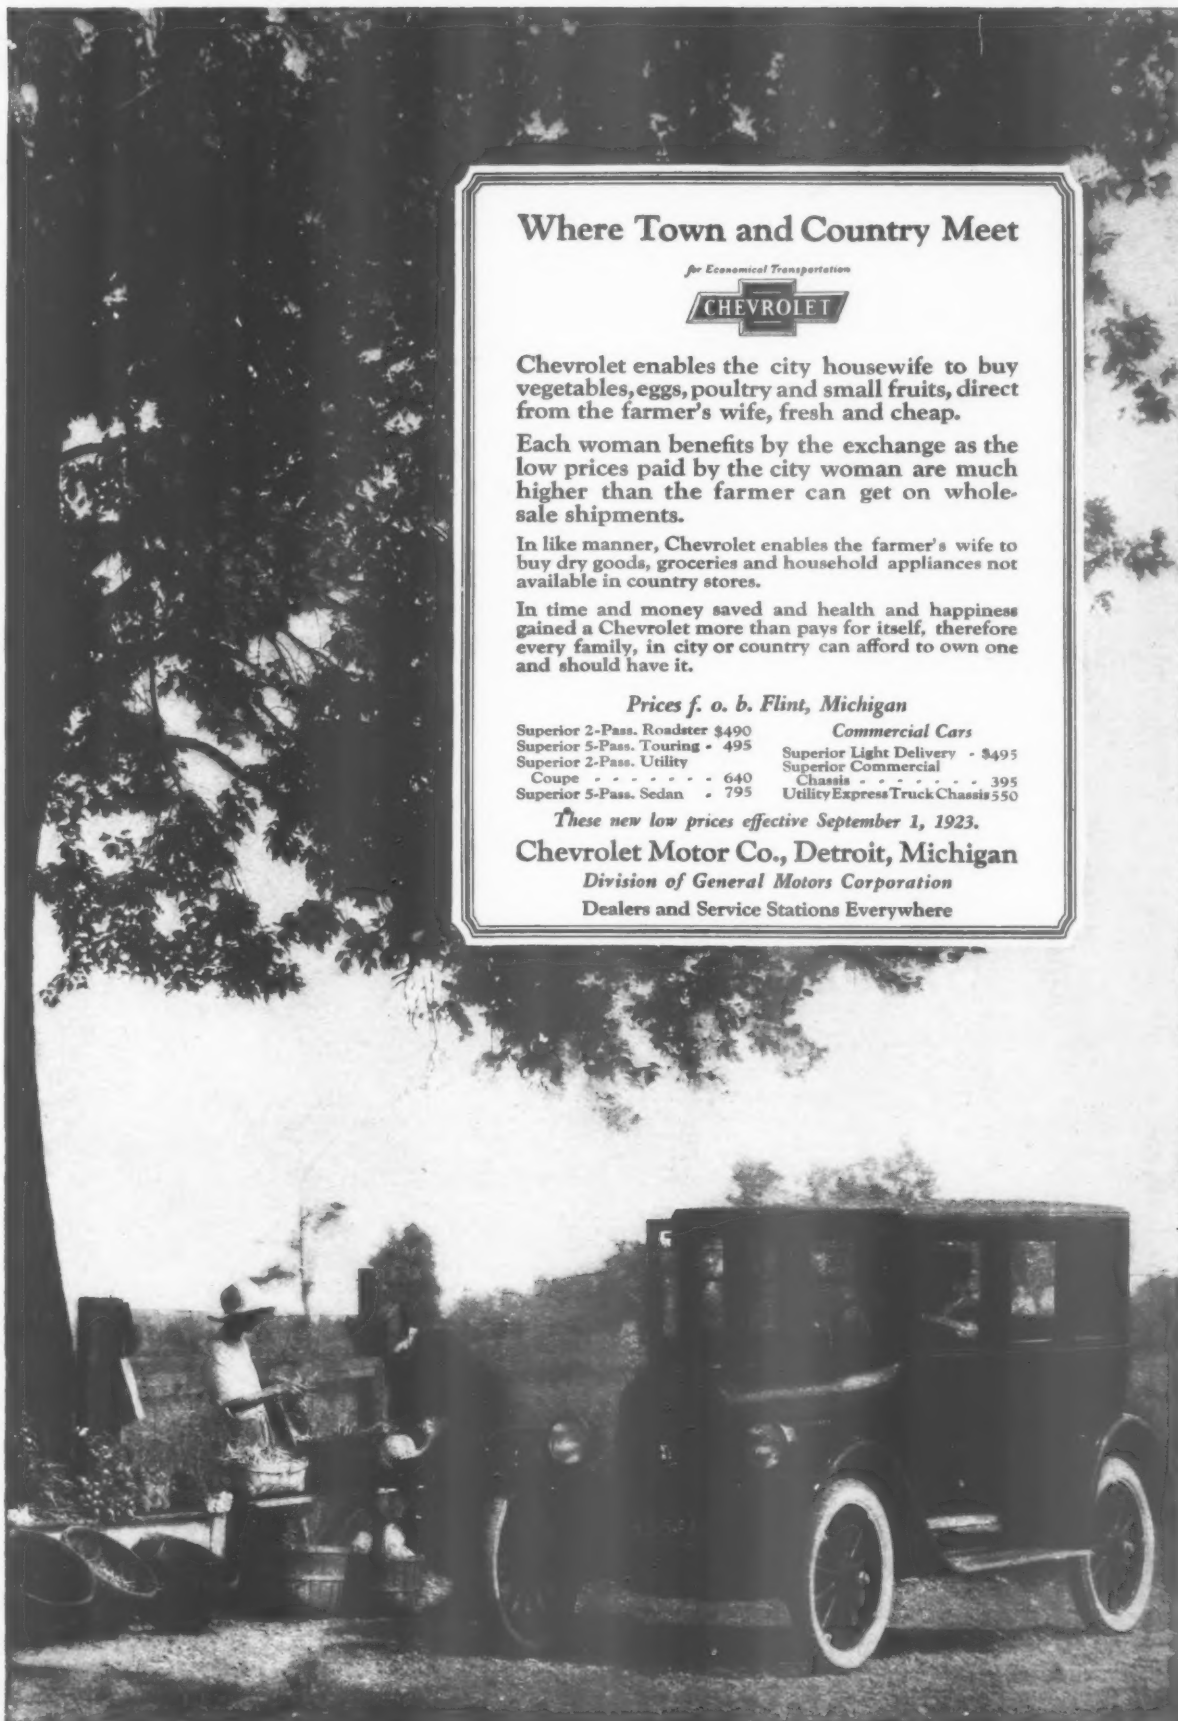 Where Town and Country Meet
for Economical Transportation
CHEVROLET
Chevrolet enables the city housewife to buy
vegetables, eggs, poultry and small fruits, direct
from the farmer's wife, fresh and cheap.
Each woman benefits by the exchange as the
low prices paid by the city woman are much
higher than the farmer can get on whole-
sale shipments.
In like manner, Chevrolet enables the farmer's wife to
buy dry goods, groceries and household appliances not
available in country stores.
In time and money saved and health and happiness
gained a Chevrolet more than pays for itself, therefore
every family, in city or country can afford to own one
and should have it.
Prices f. o. b. Flint, Michigan
Superior 2-Pass. Roadster $490
Superior 5-Pass. Touring - 495
Superior 2-Pass. Utility
Coupe - - - - - - - 640
Superior 5-Pass. Sedan - 795
Commercial Cars
Superior Light Delivery - $495
Superior Commercial
Chassis - - - - - - - 395
Utility Express Truck Chassis 550
These new low prices effective September 1, 1923.
Chevrolet Motor Co., Detroit, Michigan
Division of General Motors Corporation
Dealers and Service Stations Everywhere